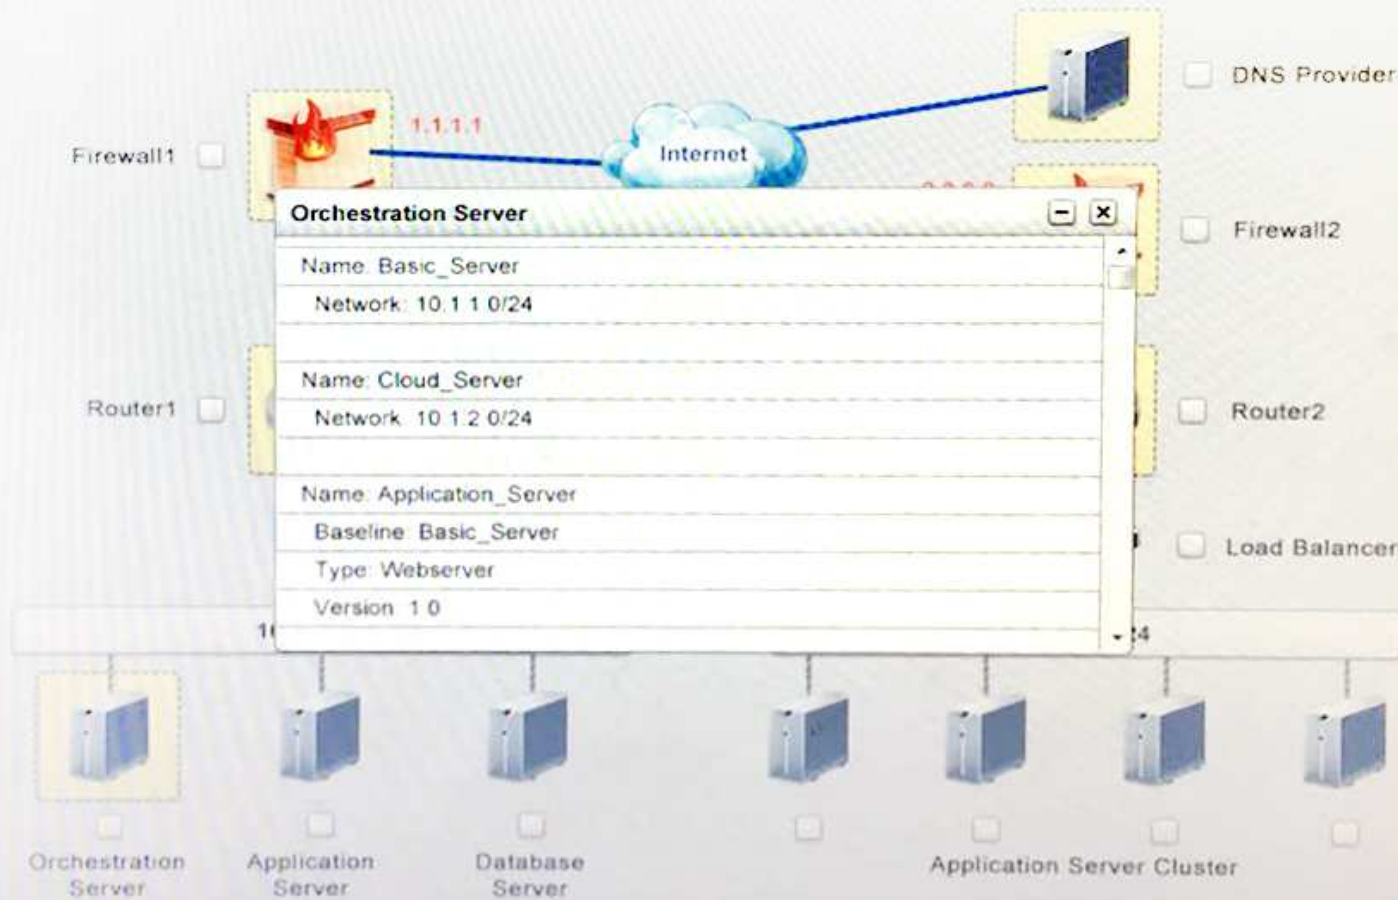 DNS Provider
1.1.1.1
Firewall1
Internet
Orchestration Server
Firewall2
Name: Basic_Server
Network: 10.1 1 0/24
Name: Cloud_Server
Network 10 1.2 0/24
Router1
Router2
Name: Application_Server
Baseline Basic_Server
Load Balancer
Type: Webserver
Version 1 0
Orchestration
Server
Application
Server
Database
Server
Application Server Cluster